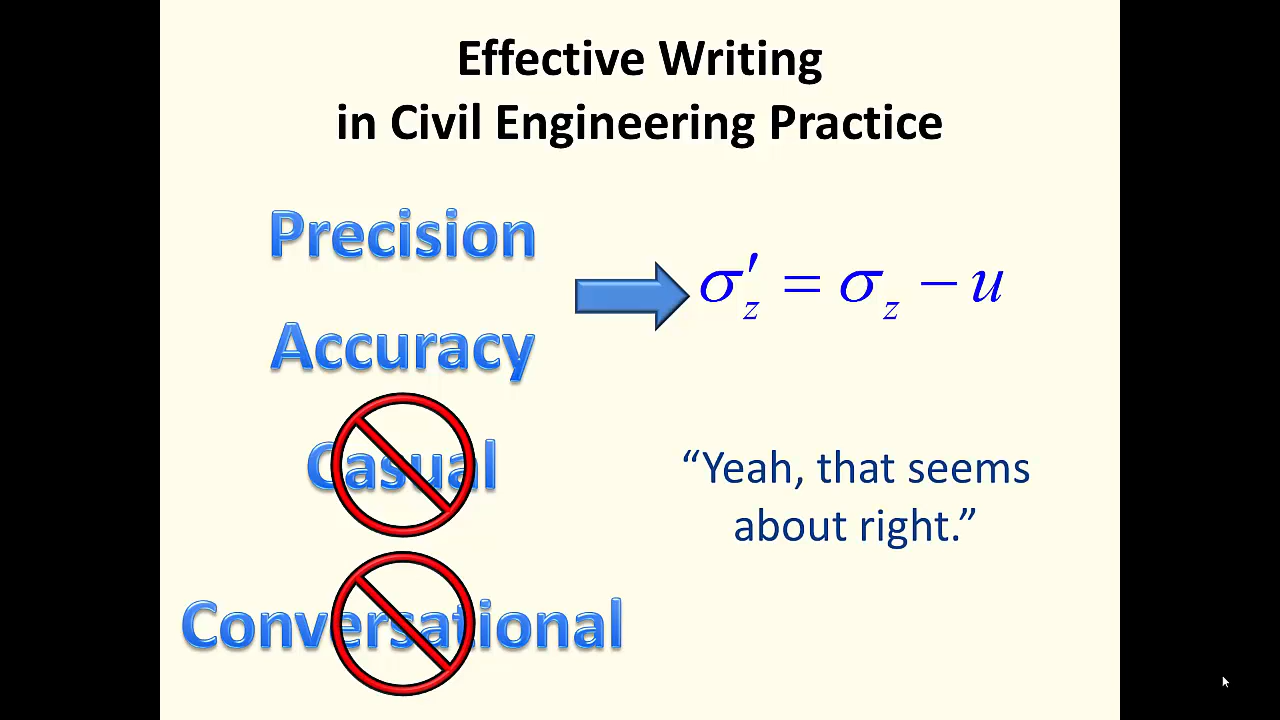 Effective Writing
in Civil Engineering Practice
Precision
σ′z = σz − u
Accuracy
Casual
“Yeah, that seems
about right.”
Conversational